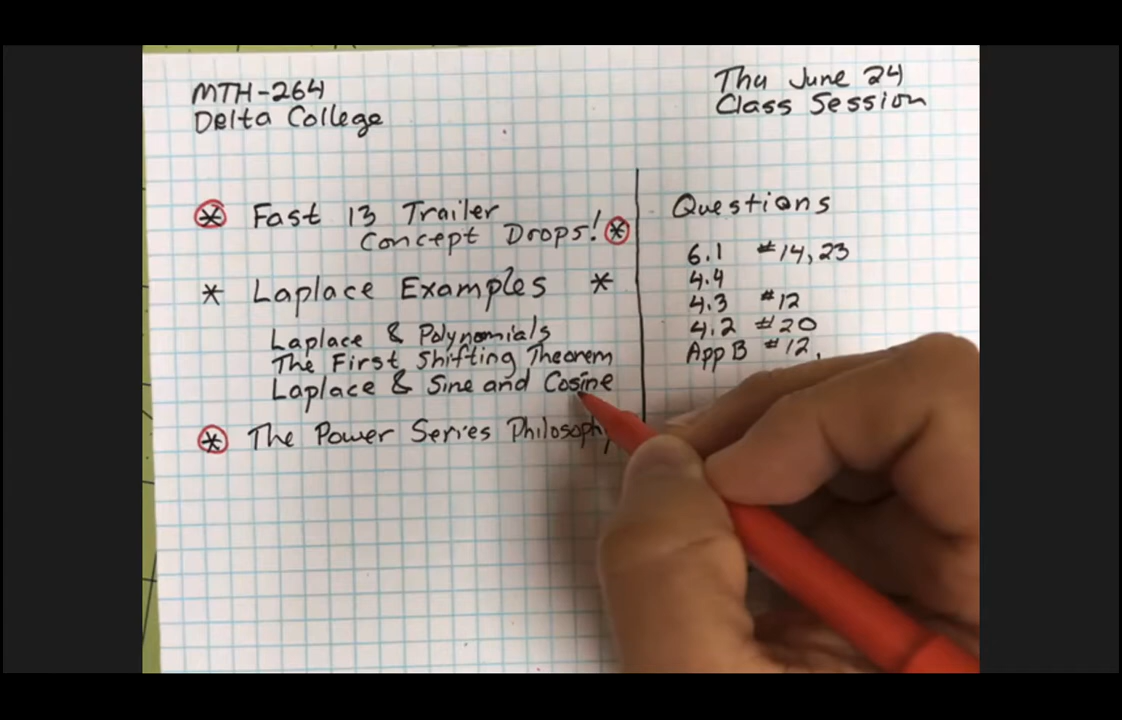 MTH-264
Delta College
Thu June 24
Class Session
⊛ Fast 13 Trailer
Concept Drops! ⊛
* Laplace Examples *
Laplace & Polynomials
The First Shifting Theorem
Laplace & Sine and Cosine
⊛ The Power Series Philosophy
Questions
6.1 #14, 23
4.4
4.3 #12
4.2 #20
App B #12,